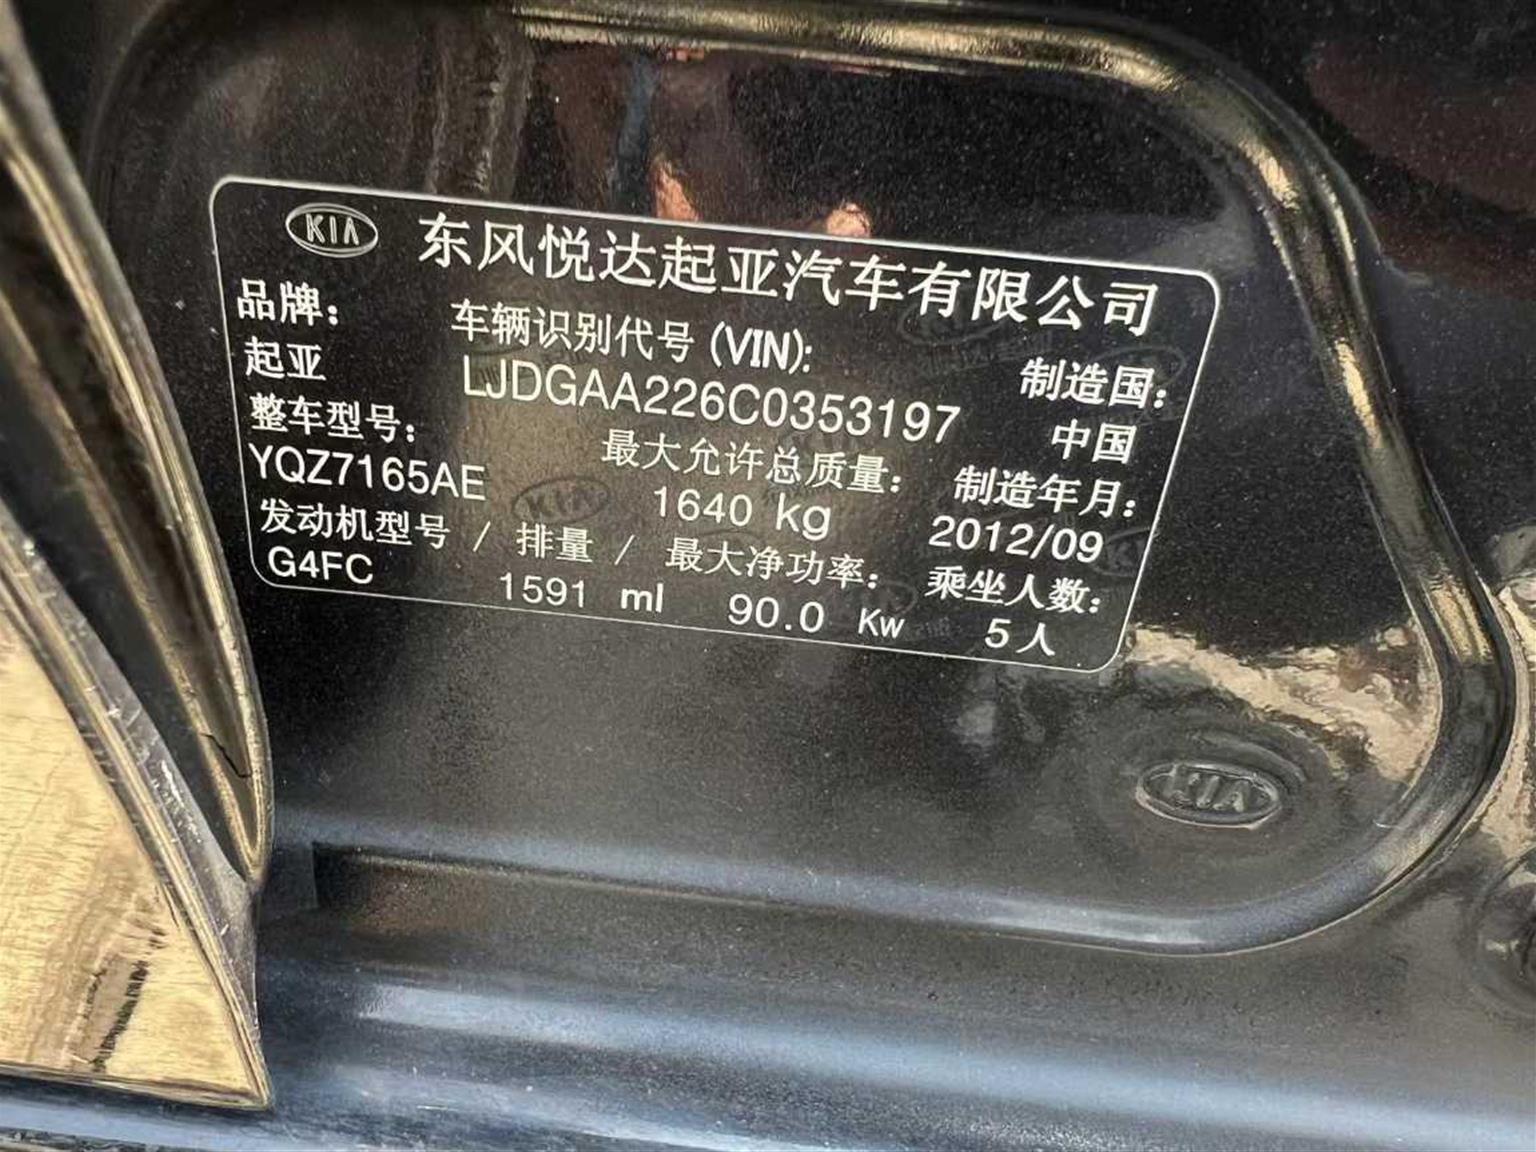 KIA 东风悦达起亚汽车有限公司
品牌： 车辆识别代号 (VIN): 制造国：
起亚 LJDGAA226C0353197 中国
整车型号： 最大允许总质量： 制造年月：
YQZ7165AE 1640 kg 2012/09
发动机型号 / 排量 / 最大净功率： 乘坐人数：
G4FC 1591 ml 90.0 Kw 5人
KIA